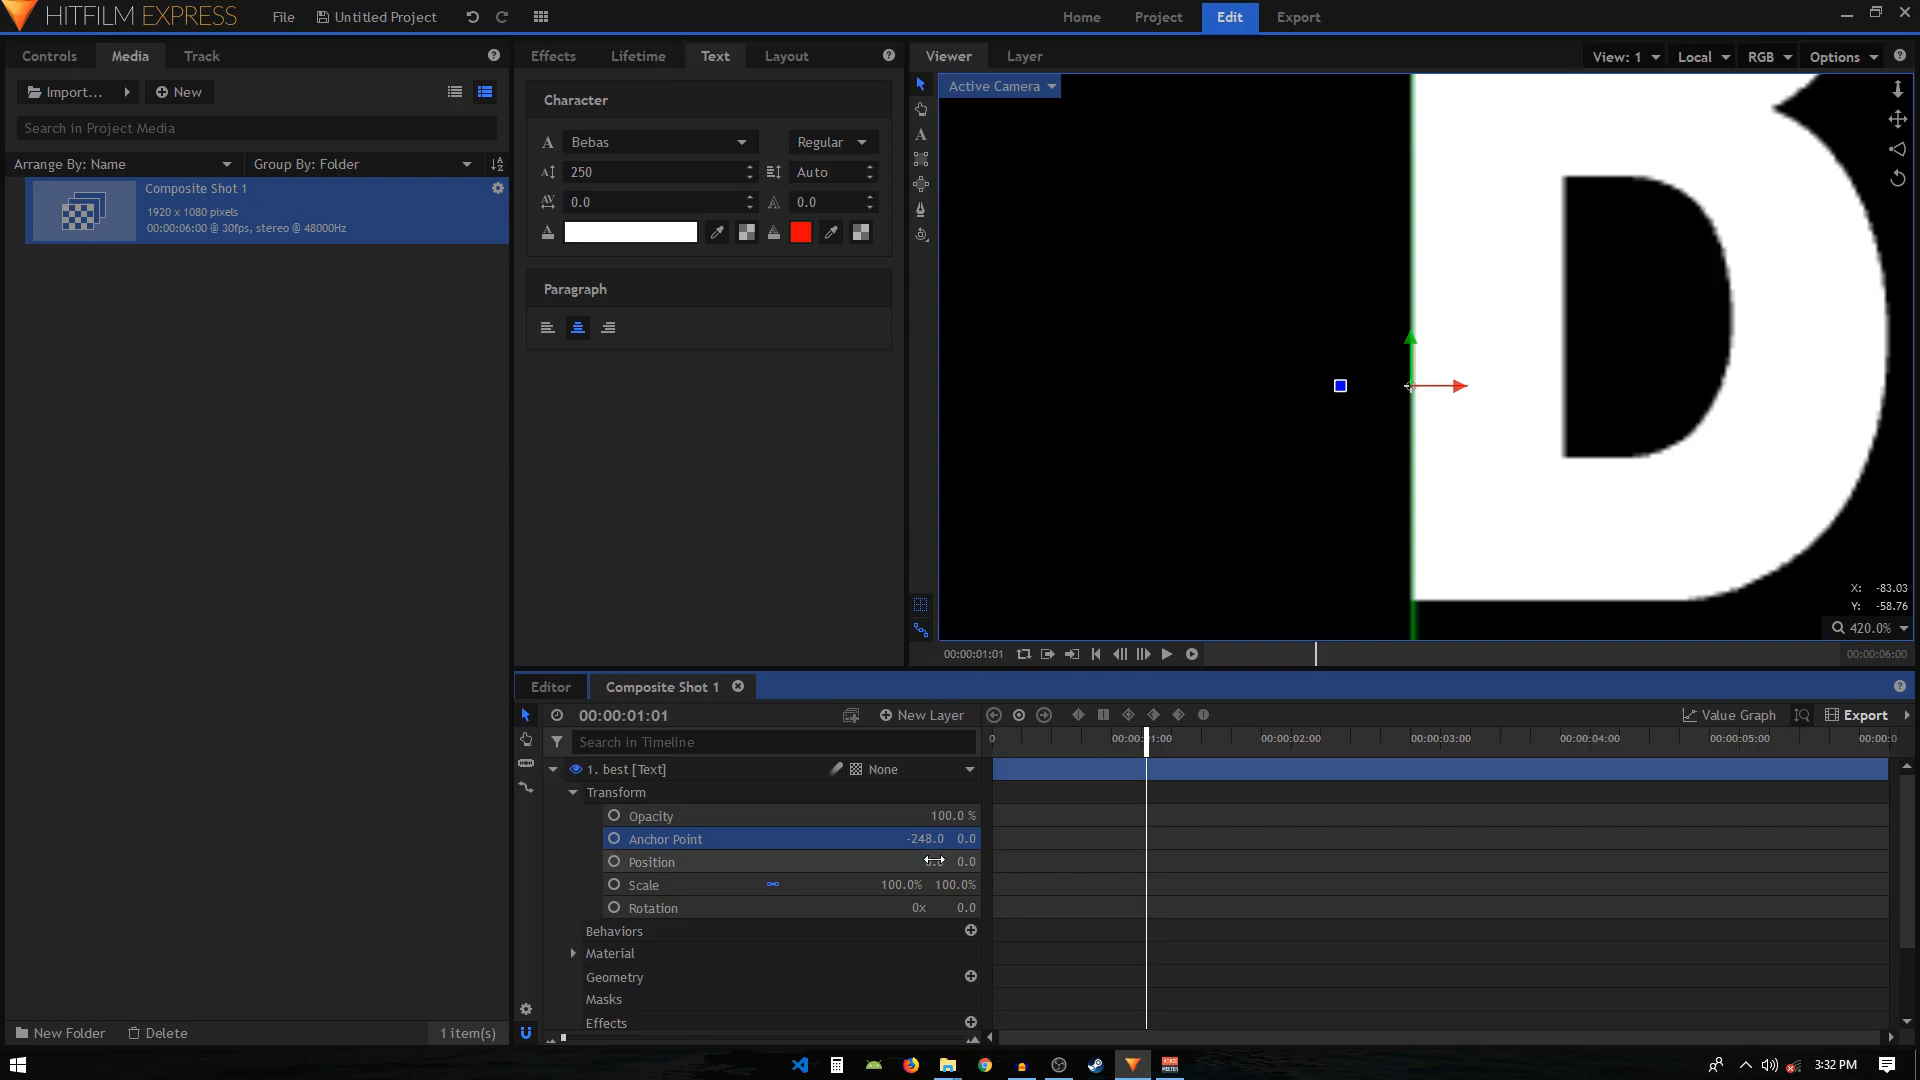 HITFILM EXPRESS
File
Untitled Project
Home
Project
Edit
Export
Controls
Media
Track
Effects
Lifetime
Text
Layout
Viewer
Layer
View: 1
Local
RGB
Options
Import...
New
Search in Project Media
Arrange By: Name
Group By: Folder
Composite Shot 1
1920 x 1080 pixels
00:00:06:00 @ 30fps, stereo @ 48000Hz
Character
Bebas
Regular
250
Auto
0.0
0.0
Paragraph
Active Camera
B
X: -83.03
Y: -58.76
420.0%
00:00:01:01
00:00:06:00
Editor
Composite Shot 1
00:00:01:01
New Layer
Value Graph
Export
Search in Timeline
0
00:00:02:00
00:00:03:00
00:00:04:00
00:00:05:00
1. best [Text]
None
Transform
Opacity
100.0 %
Anchor Point
-248.0 0.0
Position
0.0
Scale
100.0% 100.0%
Rotation
0x 0.0
Behaviors
Material
Geometry
Masks
Effects
New Folder
Delete
1 item(s)
3:32 PM